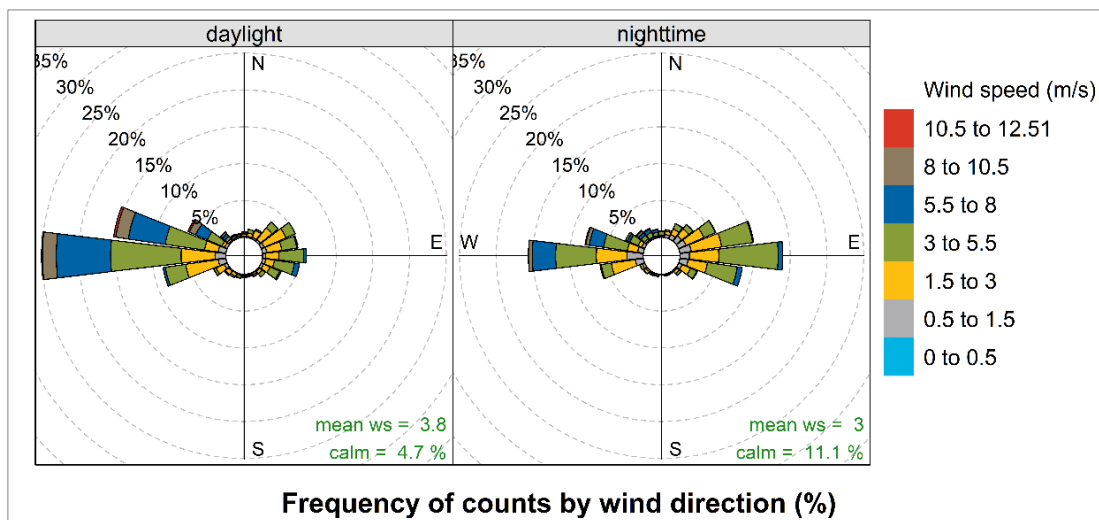 daylight
nighttime
35%
30%
25%
20%
15%
10%
5%
N
E
S
mean ws = 3.8
calm = 4.7 %
35%
30%
25%
20%
15%
10%
5%
N
W
E
S
mean ws = 3
calm = 11.1 %
Wind speed (m/s)
10.5 to 12.51
8 to 10.5
5.5 to 8
3 to 5.5
1.5 to 3
0.5 to 1.5
0 to 0.5
Frequency of counts by wind direction (%)